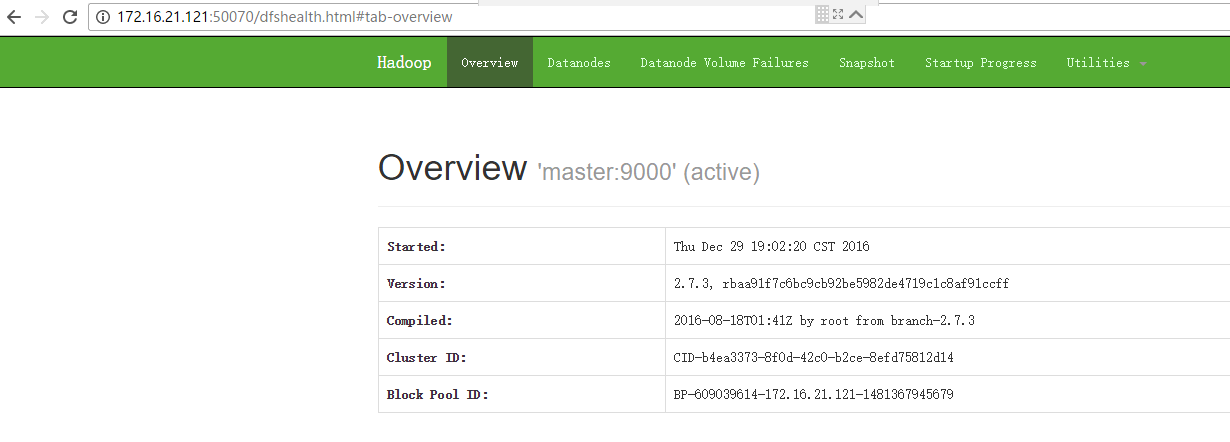 172.16.21.121:50070/dfshealth.html#tab-overview
Hadoop Overview Datanodes Datanode Volume Failures Snapshot Startup Progress Utilities
Overview 'master:9000' (active)
Started: Thu Dec 29 19:02:20 CST 2016
Version: 2.7.3, rbaa91f7c6bc9cb92be5982de4719c1c8af91ccff
Compiled: 2016-08-18T01:41Z by root from branch-2.7.3
Cluster ID: CID-b4ea3373-8f0d-42c0-b2ce-8efd75812d14
Block Pool ID: BP-609039614-172.16.21.121-1481367945679